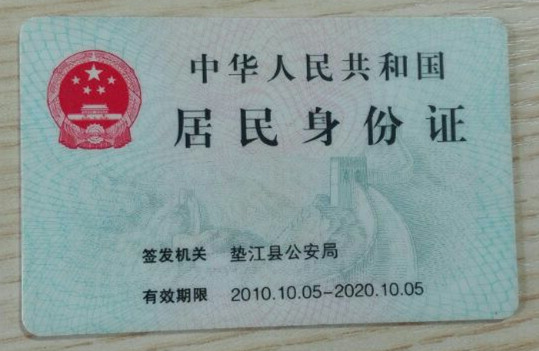 中华人民共和国
居民身份证
签发机关 垫江县公安局
有效期限 2010.10.05-2020.10.05